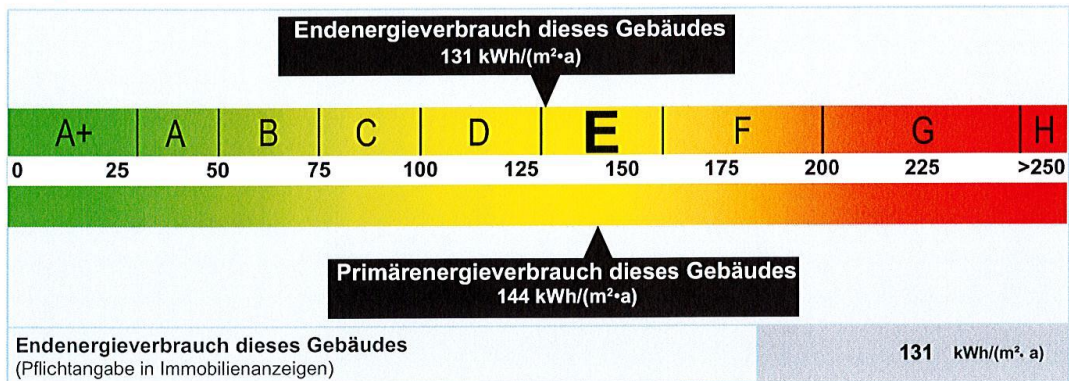 Endenergieverbrauch dieses Gebäudes
131 kWh/(m²•a)
A+ A B C D E F G H
0 25 50 75 100 125 150 175 200 225 >250
Primärenergieverbrauch dieses Gebäudes
144 kWh/(m²•a)
Endenergieverbrauch dieses Gebäudes
(Pflichtangabe in Immobilienanzeigen)
131 kWh/(m²· a)